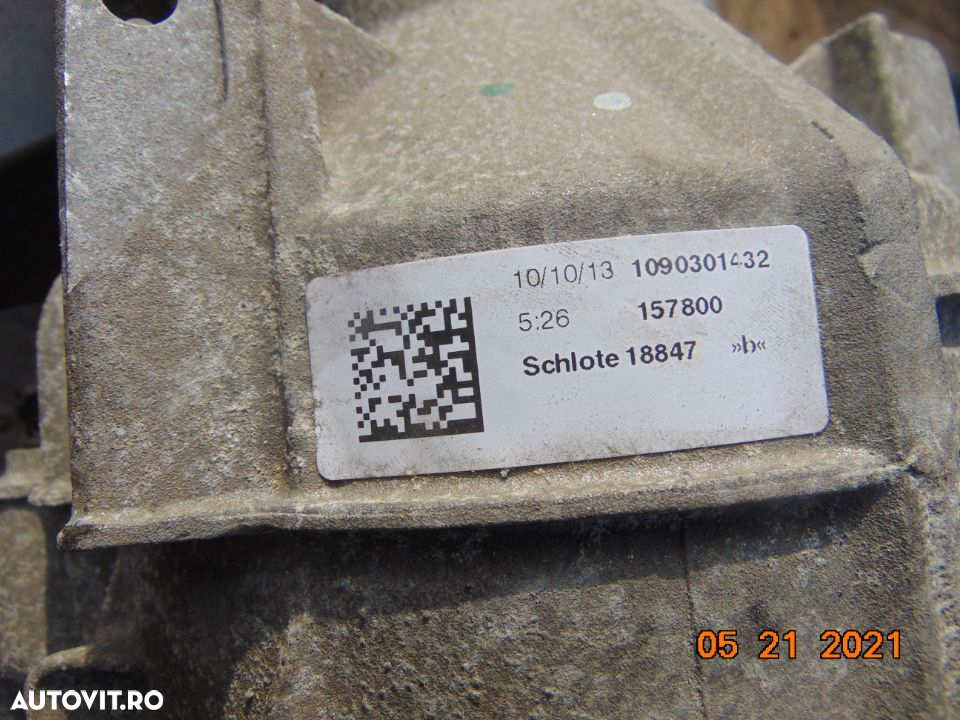 10/10/13 1090301432
5:26 157800
Schlote 18847 »b«
05 21 2021
AUTOVIT.RO